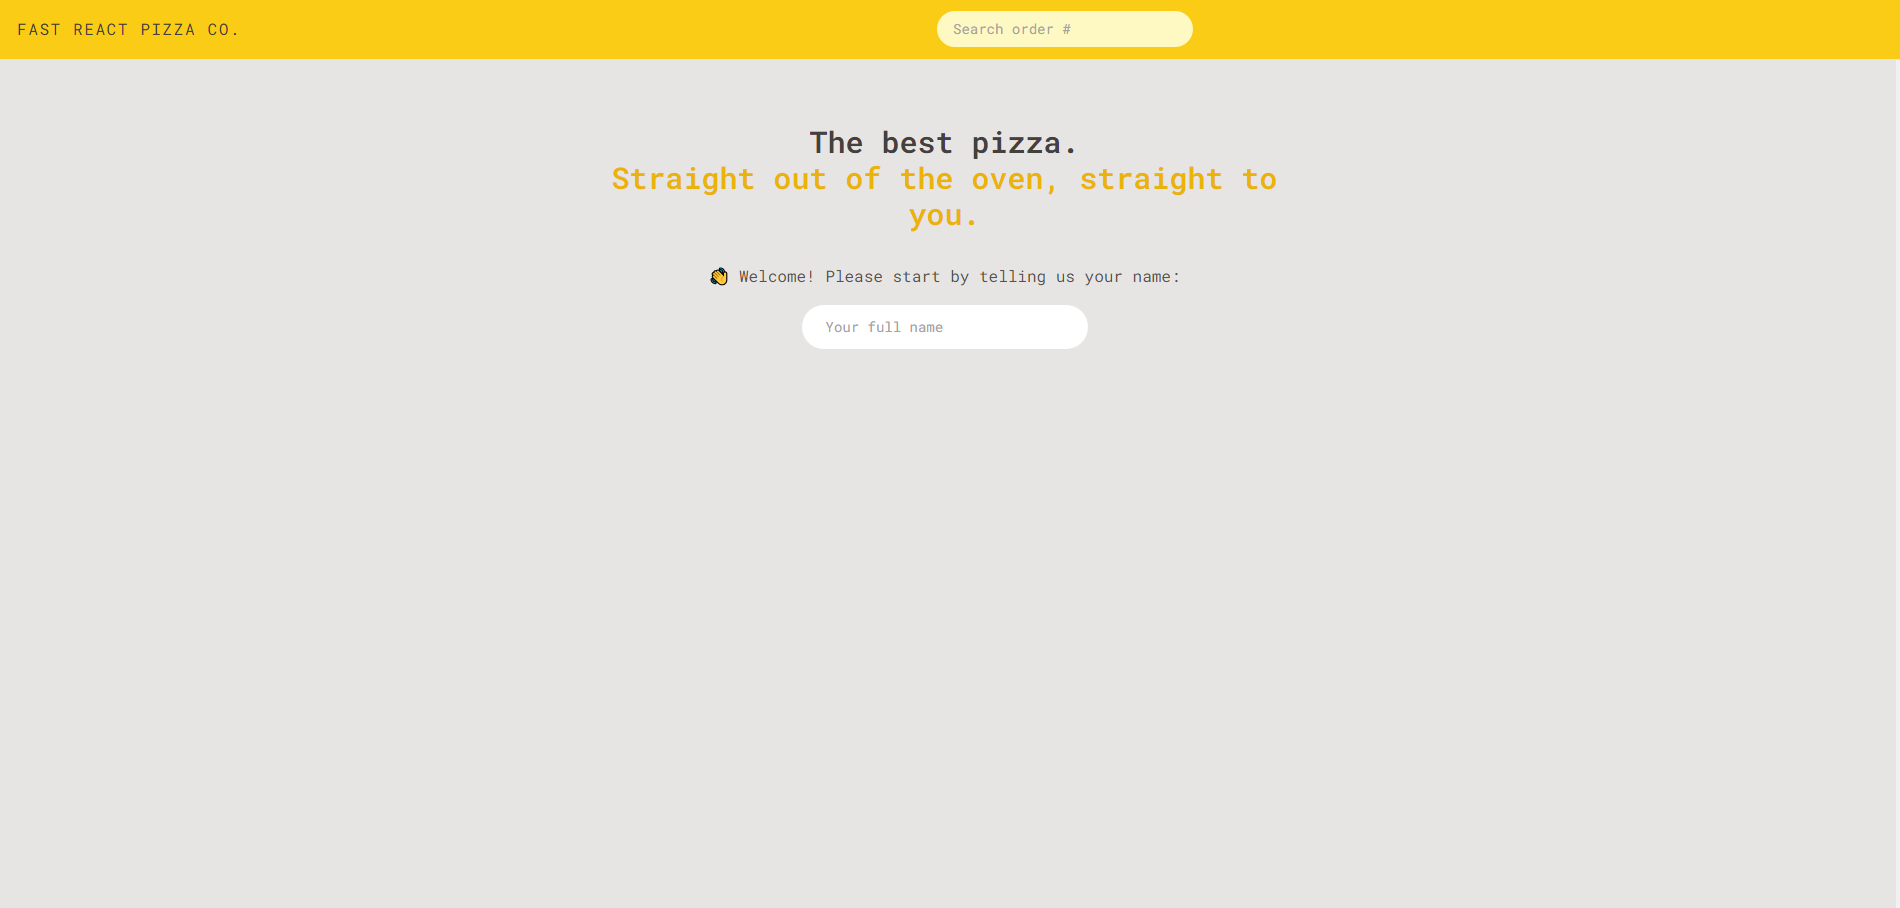 FAST REACT PIZZA CO.
Search order #
The best pizza.
Straight out of the oven, straight to
you.
👋 Welcome! Please start by telling us your name:
Your full name